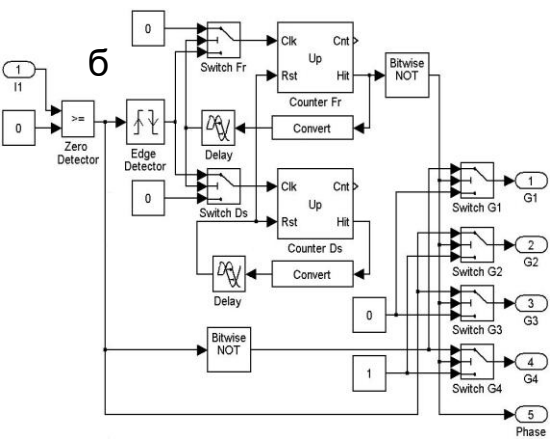 0
Clk
Cnt
Up
Rst
Hit
Switch Fr
Counter Fr
Bitwise
NOT
б
1
I1
0
>=
Zero
Detector
Edge
Detector
Delay
Convert
0
Switch Ds
Clk
Cnt
Up
Rst
Hit
Counter Ds
Delay
Convert
1
G1
Switch G1
2
G2
Switch G2
0
3
G3
Switch G3
Bitwise
NOT
1
4
G4
Switch G4
5
Phase